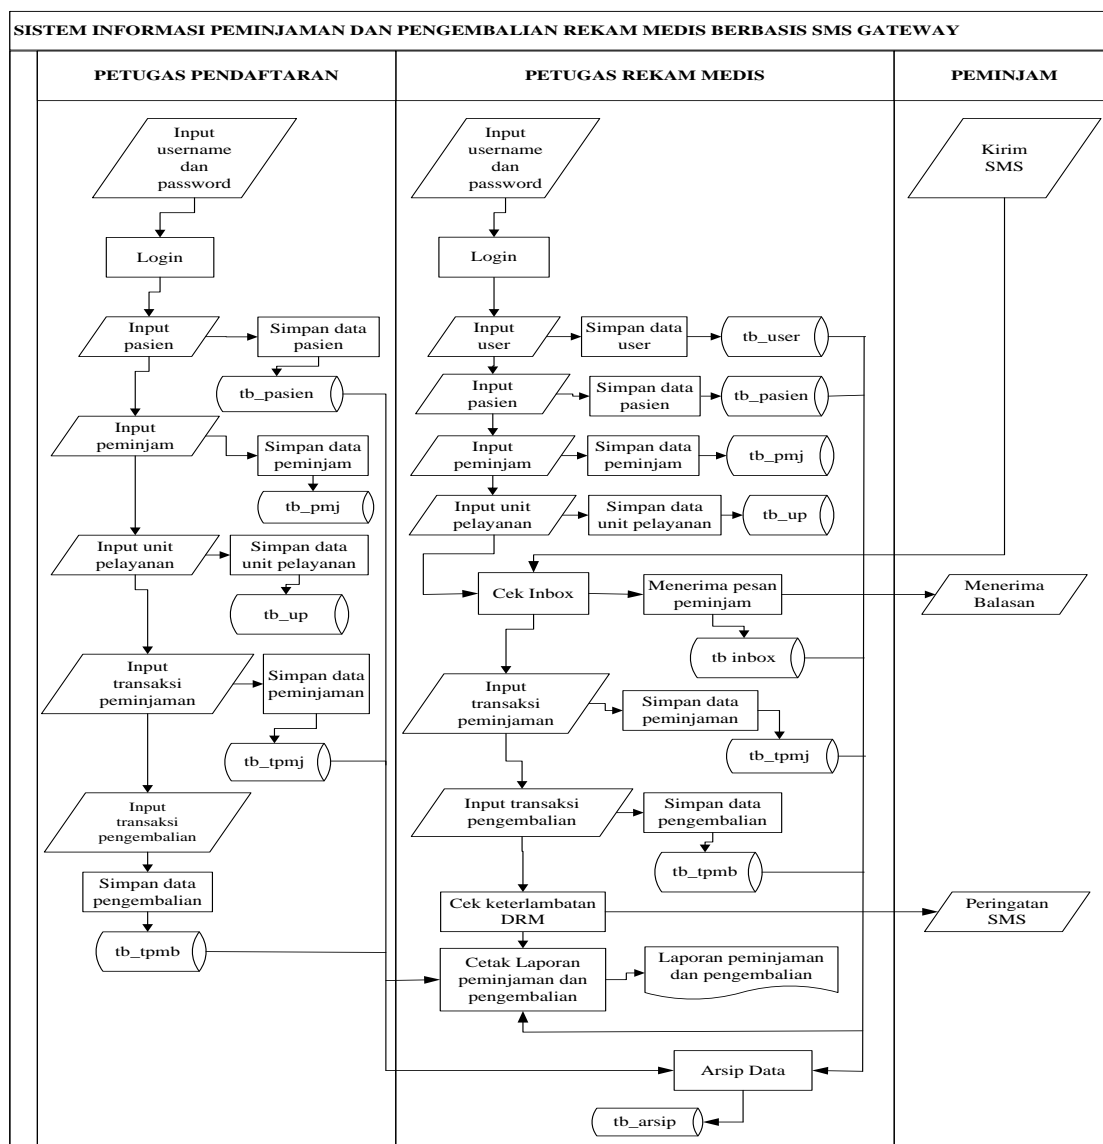 SISTEM INFORMASI PEMINJAMAN DAN PENGEMBALIAN REKAM MEDIS BERBASIS SMS GATEWAY
PETUGAS PENDAFTARAN
Input
username
dan
password
Login
Input
pasien
Simpan data
pasien
tb_pasien
Input
peminjam
Simpan data
peminjam
tb_pmj
Input unit
pelayanan
Simpan data
unit pelayanan
tb_up
Input
transaksi
peminjaman
Simpan data
peminjaman
tb_tpmj
Input
transaksi
pengembalian
Simpan data
pengembalian
tb_tpmb
PETUGAS REKAM MEDIS
Input
username
dan
password
Login
Input
user
Simpan data
user
tb_user
Input
pasien
Simpan data
pasien
tb_pasien
Input
peminjam
Simpan data
peminjam
tb_pmj
Input unit
pelayanan
Simpan data
unit pelayanan
tb_up
Cek Inbox
Menerima pesan
peminjam
tb inbox
Input
transaksi
peminjaman
Simpan data
peminjaman
tb_tpmj
Input transaksi
pengembalian
Simpan data
pengembalian
tb_tpmb
Cek keterlambatan
DRM
Cetak Laporan
peminjaman dan
pengembalian
Laporan peminjaman
dan pengembalian
Arsip Data
tb_arsip
PEMINJAM
Kirim
SMS
Menerima
Balasan
Peringatan
SMS